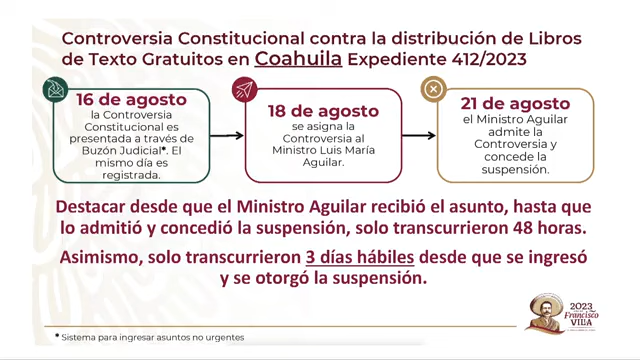 Controversia Constitucional contra la distribución de Libros
de Texto Gratuitos en Coahuila Expediente 412/2023
16 de agosto
la Controversia
Constitucional es
presentada a través de
Buzón Judicial*. El
mismo día es
registrada.
18 de agosto
se asigna la
Controversia al
Ministro Luis María
Aguilar.
21 de agosto
el Ministro Aguilar
admite la
Controversia y
concede la
suspensión.
Destacar desde que el Ministro Aguilar recibió el asunto, hasta que
lo admitió y concedió la suspensión, solo transcurrieron 48 horas.
Asimismo, solo transcurrieron 3 días hábiles desde que se ingresó
y se otorgó la suspensión.
* Sistema para ingresar asuntos no urgentes
2023
Francisco
VILLA